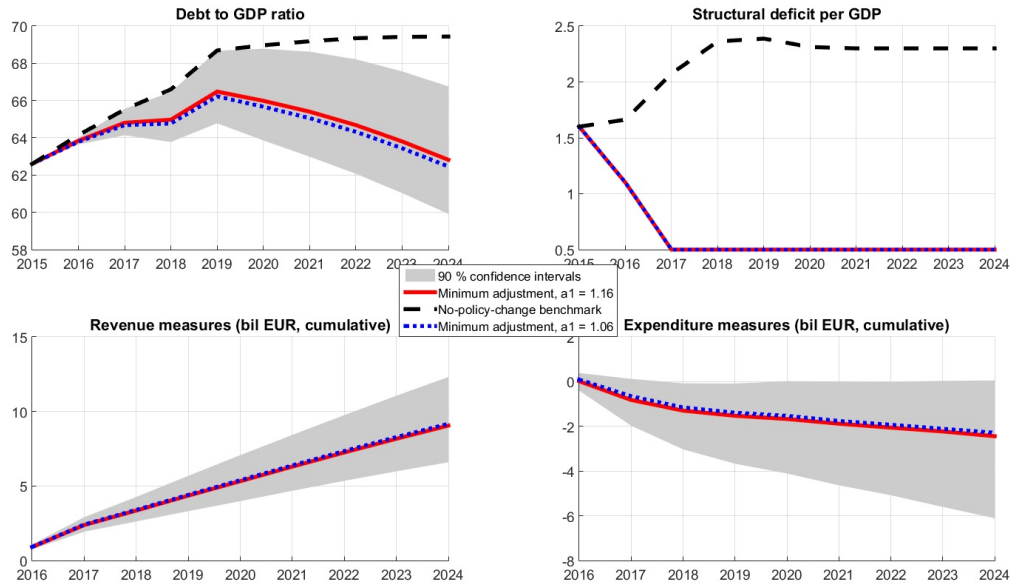 Debt to GDP ratio
70
68
66
64
62
60
58
2015 2016 2017 2018 2019 2020 2021 2022 2023 2024
Structural deficit per GDP
2.5
2
1.5
1
0.5
2015 2016 2017 2018 2019 2020 2021 2022 2023 2024
90 % confidence intervals
Minimum adjustment, a1 = 1.16
No-policy-change benchmark
Minimum adjustment, a1 = 1.06
Revenue measures (bil EUR, cumulative)
15
10
5
0
2016 2017 2018 2019 2020 2021 2022 2023 2024
Expenditure measures (bil EUR, cumulative)
2
0
-2
-4
-6
-8
2016 2017 2018 2019 2020 2021 2022 2023 2024